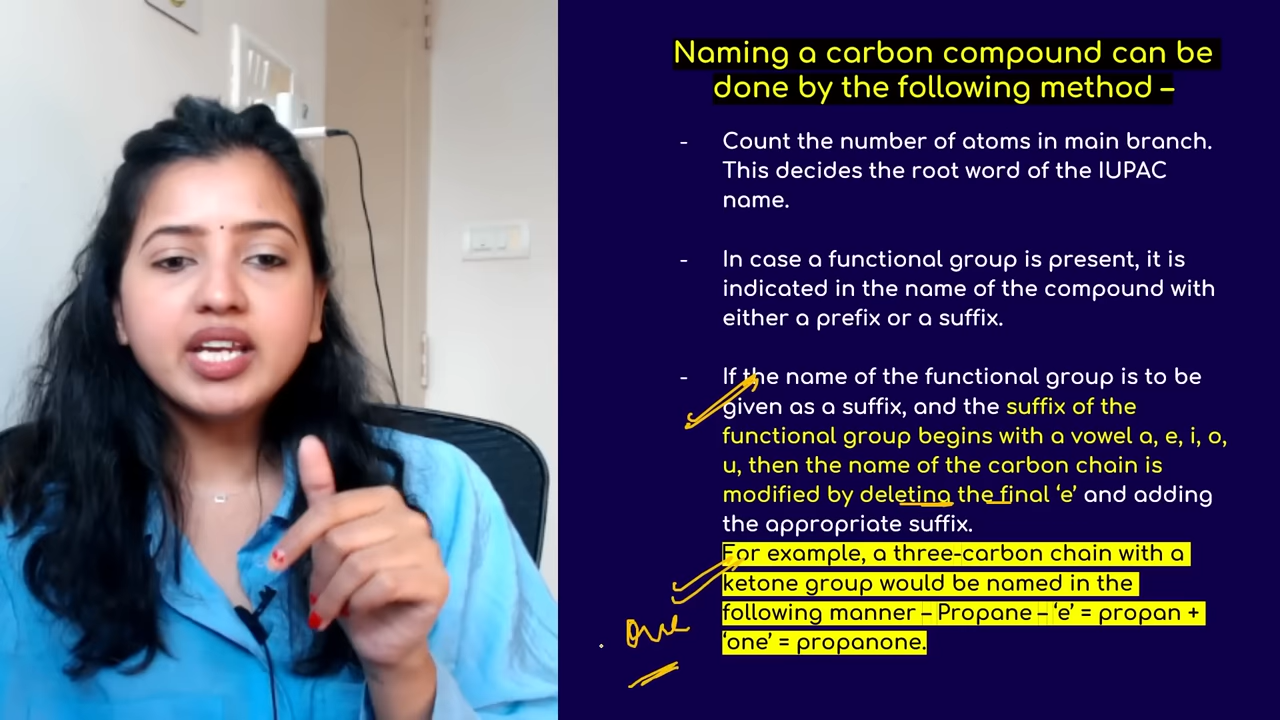 Naming a carbon compound can be
done by the following method –
- Count the number of atoms in main branch.
This decides the root word of the IUPAC
name.
- In case a functional group is present, it is
indicated in the name of the compound with
either a prefix or a suffix.
- If the name of the functional group is to be
given as a suffix, and the suffix of the
functional group begins with a vowel a, e, i, o,
u, then the name of the carbon chain is
modified by deleting the final ‘e’ and adding
the appropriate suffix.
For example, a three-carbon chain with a
ketone group would be named in the
following manner – Propane – ‘e’ = propan +
‘one’ = propanone.
one